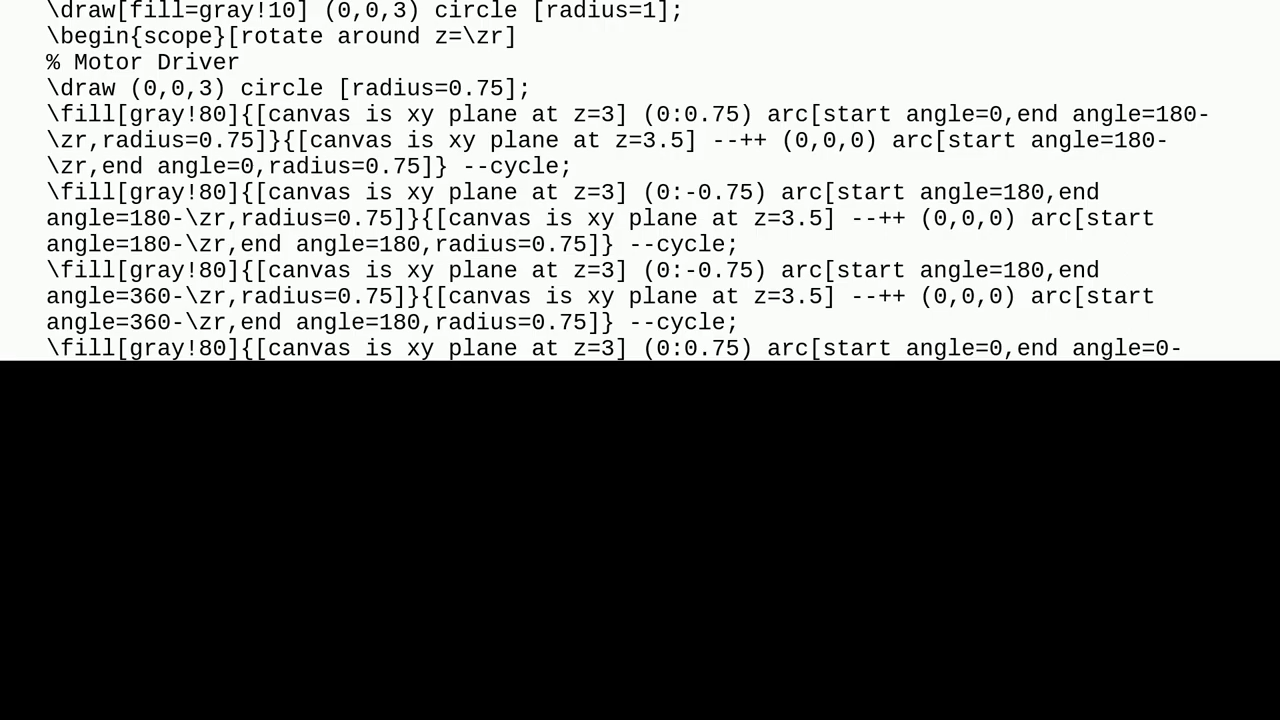 \draw[fill=gray!10] (0,0,3) circle [radius=1];
\begin{scope}[rotate around z=\zr]
% Motor Driver
\draw (0,0,3) circle [radius=0.75];
\fill[gray!80]{[canvas is xy plane at z=3] (0:0.75) arc[start angle=0,end angle=180-
\zr,radius=0.75]}{[canvas is xy plane at z=3.5] --++ (0,0,0) arc[start angle=180-
\zr,end angle=0,radius=0.75]} --cycle;
\fill[gray!80]{[canvas is xy plane at z=3] (0:-0.75) arc[start angle=180,end
angle=180-\zr,radius=0.75]}{[canvas is xy plane at z=3.5] --++ (0,0,0) arc[start
angle=180-\zr,end angle=180,radius=0.75]} --cycle;
\fill[gray!80]{[canvas is xy plane at z=3] (0:-0.75) arc[start angle=180,end
angle=360-\zr,radius=0.75]}{[canvas is xy plane at z=3.5] --++ (0,0,0) arc[start
angle=360-\zr,end angle=180,radius=0.75]} --cycle;
\fill[gray!80]{[canvas is xy plane at z=3] (0:0.75) arc[start angle=0,end angle=0-